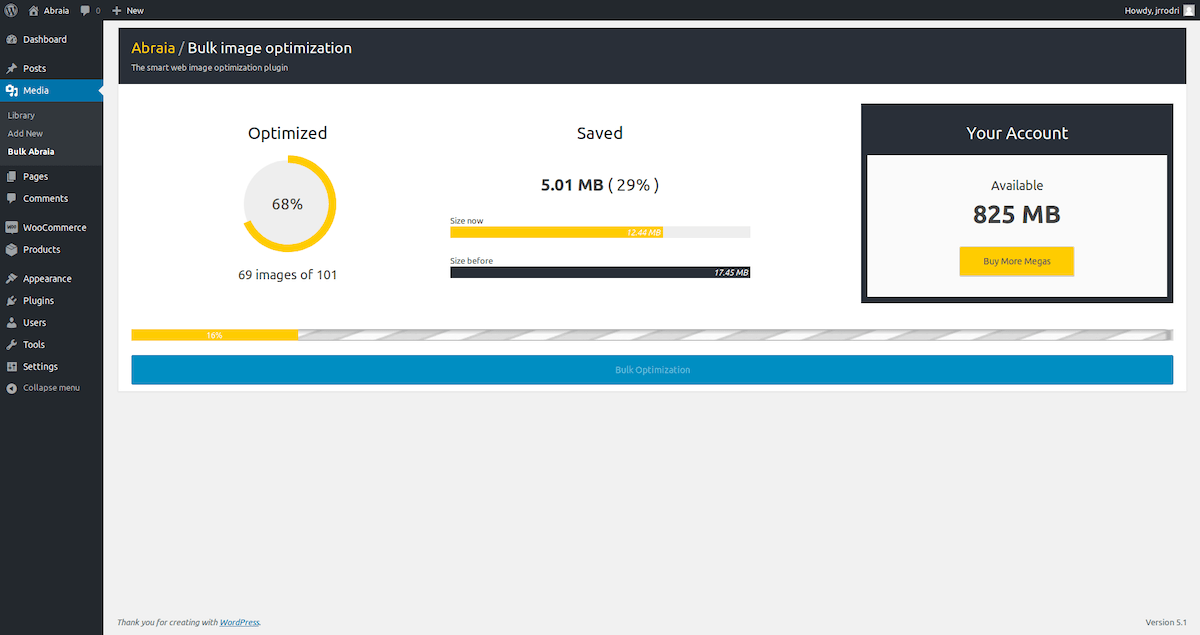 Abraia 0 New Howdy, jrrodri
Dashboard
Posts
Media
Library
Add New
Bulk Abraia
Pages
Comments
WooCommerce
Products
Appearance
Plugins
Users
Tools
Settings
Collapse menu
Abraia / Bulk image optimization
The smart web image optimization plugin
Optimized
68%
69 images of 101
Saved
5.01 MB ( 29% )
Size now
12.44 MB
Size before
17.45 MB
Your Account
Available
825 MB
Buy More Megas
16%
Bulk Optimization
Thank you for creating with WordPress. Version 5.1